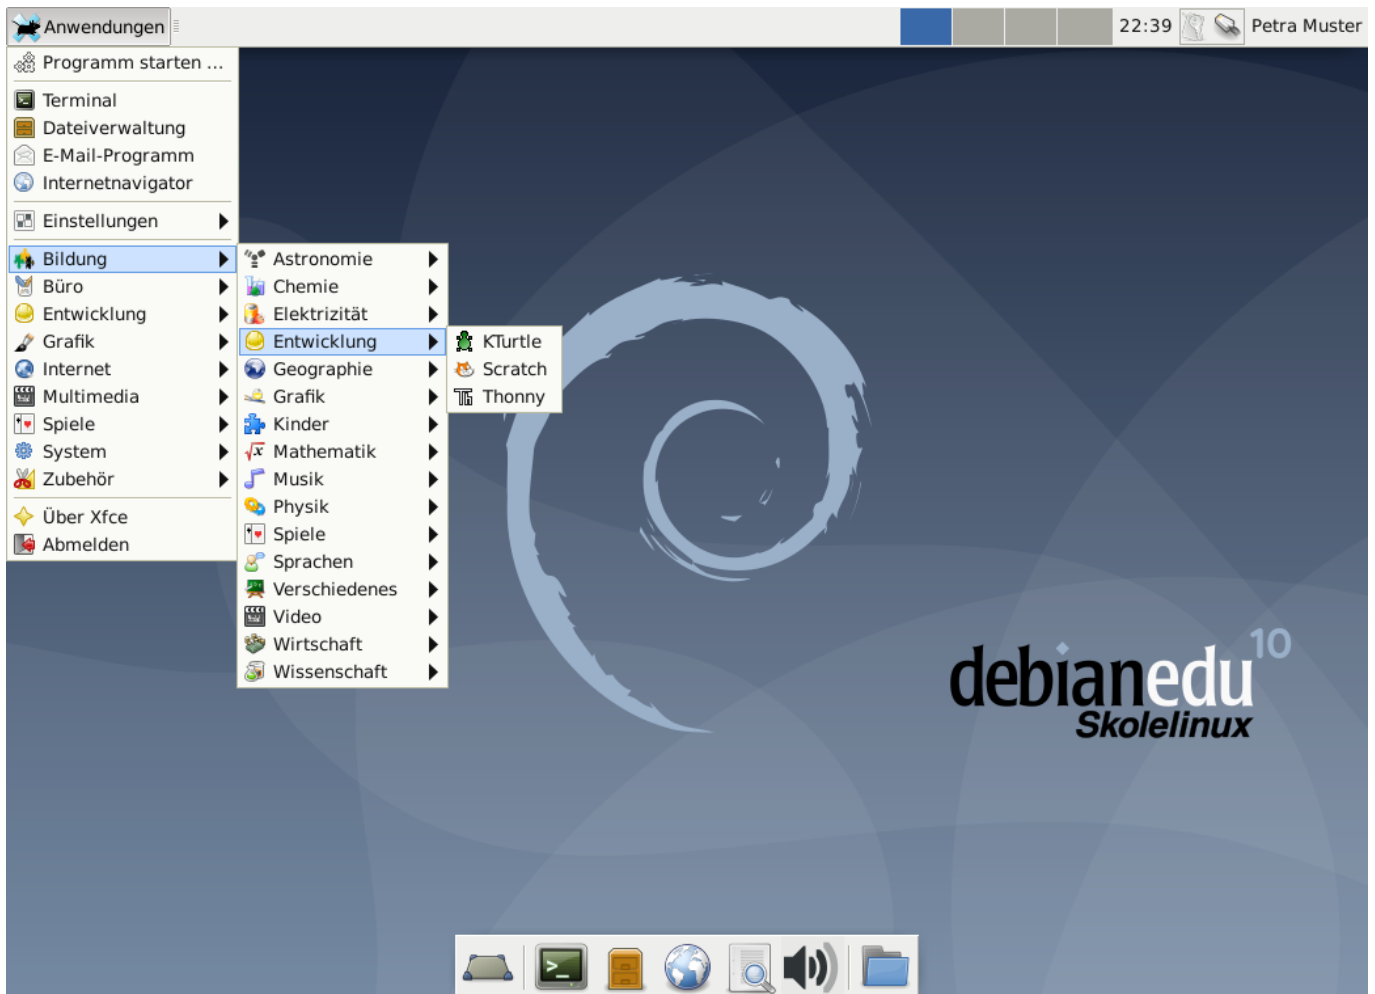 Anwendungen
22:39
Petra Muster
Programm starten ...
Terminal
Dateiverwaltung
E-Mail-Programm
Internetnavigator
Einstellungen
Bildung
Büro
Entwicklung
Grafik
Internet
Multimedia
Spiele
System
Zubehör
Über Xfce
Abmelden
Astronomie
Chemie
Elektrizität
Entwicklung
Geographie
Grafik
Kinder
Mathematik
Musik
Physik
Spiele
Sprachen
Verschiedenes
Video
Wirtschaft
Wissenschaft
KTurtle
Scratch
Thonny
debianedu 10
Skolelinux